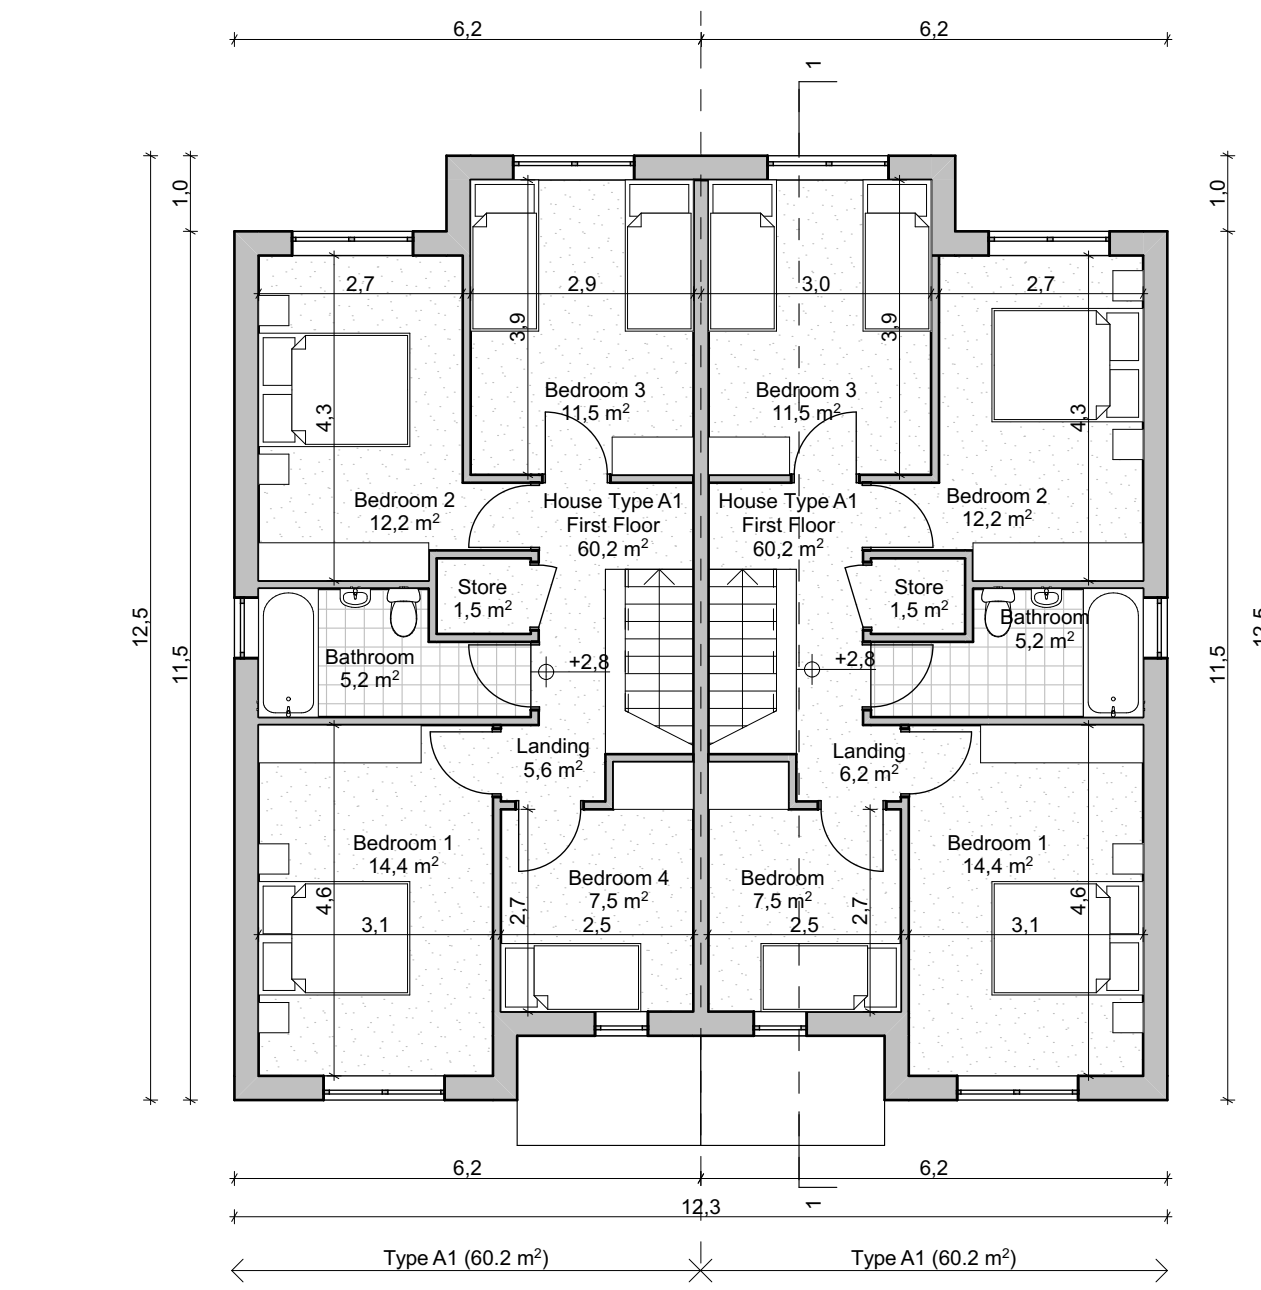 6,2
6,2
1
1,0
1,0
2,7
2,9
3,0
2,7
3,9
3,9
Bedroom 3
11,5 m²
Bedroom 3
11,5 m²
4,3
4,3
Bedroom 2
12,2 m²
House Type A1
First Floor
60,2 m²
House Type A1
First Floor
60,2 m²
Bedroom 2
12,2 m²
Store
1,5 m²
Store
1,5 m²
12,5
11,5
Bathroom
5,2 m²
+2,8
+2,8
Bathroom
5,2 m²
11,5
12,5
Landing
5,6 m²
Landing
6,2 m²
Bedroom 1
14,4 m²
Bedroom 4
7,5 m²
Bedroom
7,5 m²
Bedroom 1
14,4 m²
4,6
3,1
2,7
2,5
2,5
2,7
3,1
4,6
6,2
6,2
12,3
1
Type A1 (60.2 m²)
Type A1 (60.2 m²)